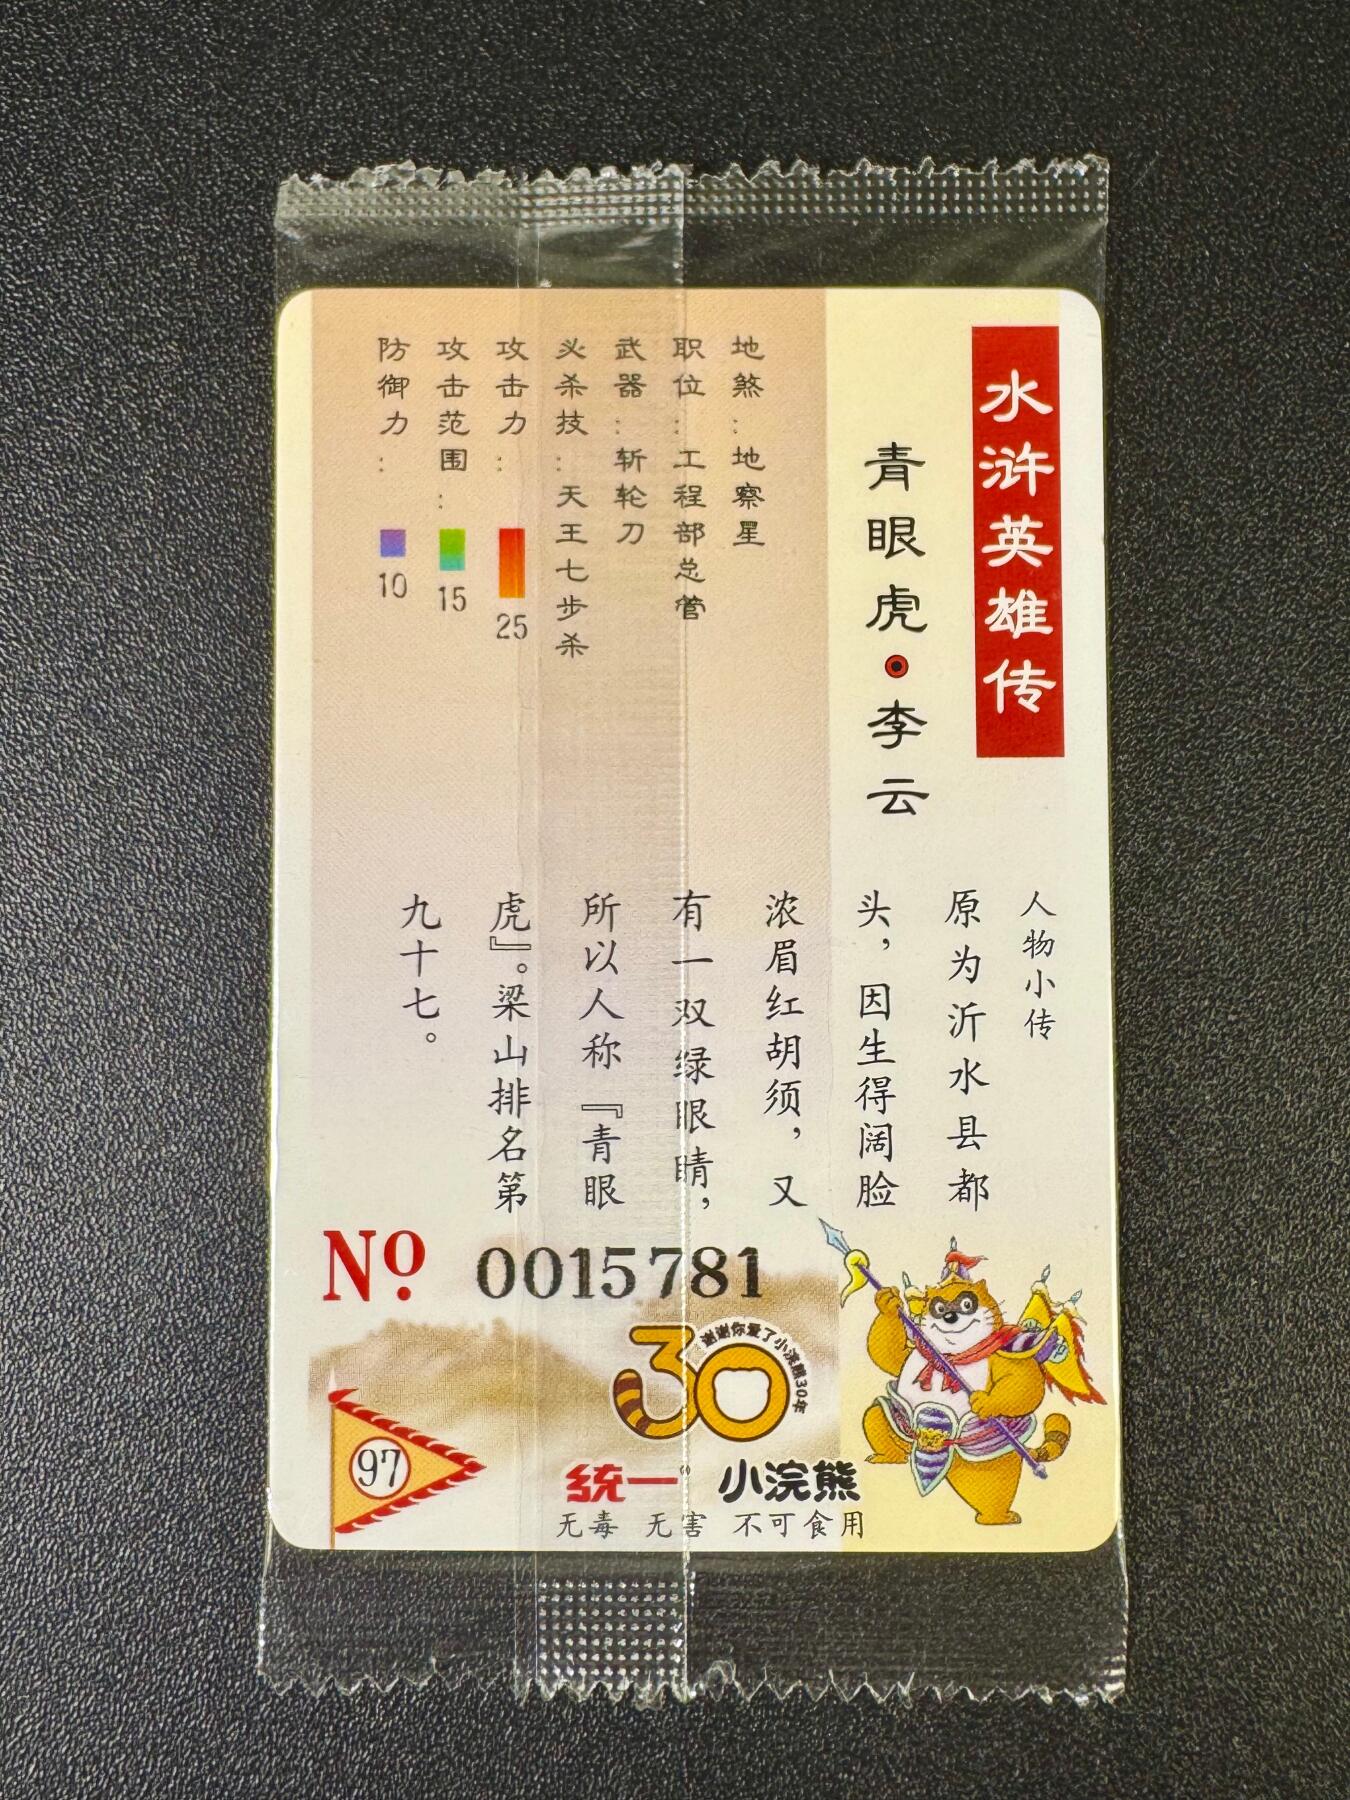 水浒英雄传
青眼虎·李云
地煞：地察星
职位：工程部总管
武器：斩轮刀
必杀技：天王七步杀
攻击力：25
攻击范围：15
防御力：10
人物小传
原为沂水县都
头，因生得阔脸
浓眉红胡须，又
有一双绿眼睛，
所以人称『青眼
虎』。梁山排名第
九十七。
Nº 0015781
30
谢谢你爱了小浣熊30年
97
統一 小浣熊
无毒 无害 不可食用